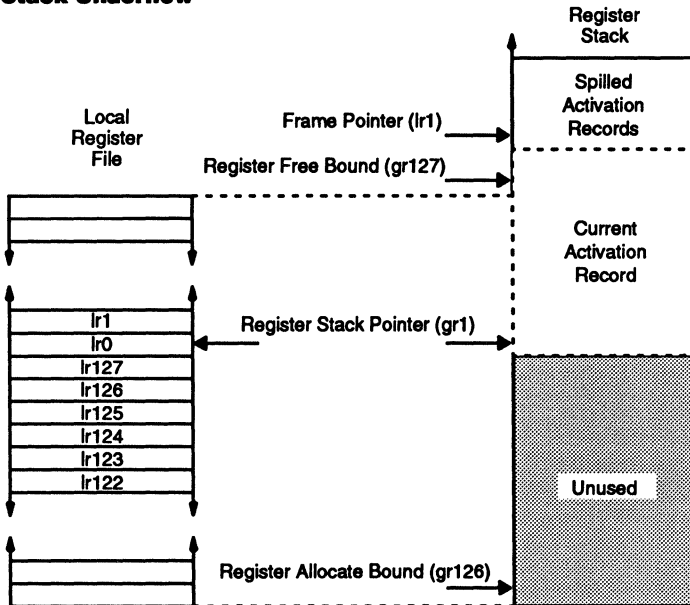 Stack Underflow
Register
Stack
Spilled
Activation
Records
Frame Pointer (lr1)
Local
Register
File
Register Free Bound (gr127)
Current
Activation
Record
lr1
Register Stack Pointer (gr1)
lr0
lr127
lr126
lr125
lr124
lr123
lr122
Unused
Register Allocate Bound (gr126)